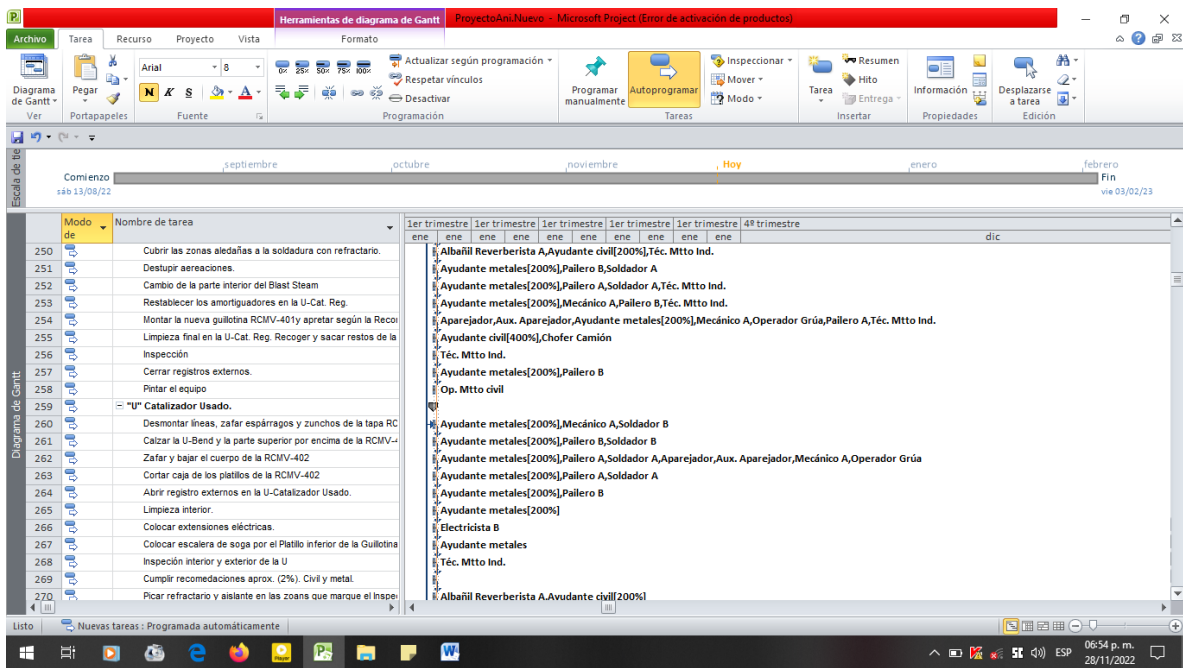 Herramientas de diagrama de Gantt ProyectoAni.Nuevo - Microsoft Project (Error de activación de productos)
Archivo Tarea Recurso Proyecto Vista Formato
Diagrama de Gantt
Pegar
Arial 8
N K S
0% 25% 50% 75% 100%
Actualizar según programación
Respetar vínculos
Desactivar
Programar manualmente
Autoprogramar
Inspeccionar
Mover
Modo
Tarea
Resumen
Hito
Entrega
Información
Desplazarse a tarea
Ver Portapapeles Fuente Programación Tareas Insertar Propiedades Edición
Escala de tie
septiembre octubre noviembre Hoy enero febrero
Comienzo
sáb 13/08/22
Fin
vie 03/02/23
Diagrama de Gantt
Modo de Nombre de tarea
1er trimestre 1er trimestre 1er trimestre 1er trimestre 1er trimestre 4º trimestre
ene ene ene ene ene ene ene ene ene ene dic
250 Cubrir las zonas aledañas a la soldadura con refractario. Albañil Reverberista A,Ayudante civil[200%],Téc. Mtto Ind.
251 Destupir aereaciones. Ayudante metales[200%],Pailero B,Soldador A
252 Cambio de la parte interior del Blast Steam Ayudante metales[200%],Pailero A,Soldador A,Téc. Mtto Ind.
253 Restablecer los amortiguadores en la U-Cat. Reg. Ayudante metales[200%],Mecánico A,Pailero B,Téc. Mtto Ind.
254 Montar la nueva guillotina RCMV-401y apretar según la Reco Aparejador,Aux. Aparejador,Ayudante metales[200%],Mecánico A,Operador Grúa,Pailero A,Téc. Mtto Ind.
255 Limpieza final en la U-Cat. Reg. Recoger y sacar restos de la Ayudante civil[400%],Chofer Camión
256 Inspección Téc. Mtto Ind.
257 Cerrar registros externos. Ayudante metales[200%],Pailero B
258 Pintar el equipo Op. Mtto civil
259 "U" Catalizador Usado.
260 Desmontar líneas, zafar espárragos y zunchos de la tapa RC Ayudante metales[200%],Mecánico A,Soldador B
261 Calzar la U-Bend y la parte superior por encima de la RCMV-4 Ayudante metales[200%],Pailero B,Soldador B
262 Zafar y bajar el cuerpo de la RCMV-402 Ayudante metales[200%],Pailero A,Soldador A,Aparejador,Aux. Aparejador,Mecánico A,Operador Grúa
263 Cortar caja de los platillos de la RCMV-402 Ayudante metales[200%],Pailero A,Soldador A
264 Abrir registro externos en la U-Catalizador Usado. Ayudante metales[200%],Pailero B
265 Limpieza interior. Ayudante metales[200%]
266 Colocar extensiones eléctricas. Electricista B
267 Colocar escalera de soga por el Platillo inferior de la Guillotina Ayudante metales
268 Inspeción interior y exterior de la U Téc. Mtto Ind.
269 Cumplir recomedaciones aprox. (2%). Civil y metal.
270 Picar refractario y aislante en las zoans que marque el Inspe Albañil Reverberista A,Ayudante civil[200%]
Listo Nuevas tareas : Programada automáticamente
Player
ESP
06:54 p. m.
28/11/2022